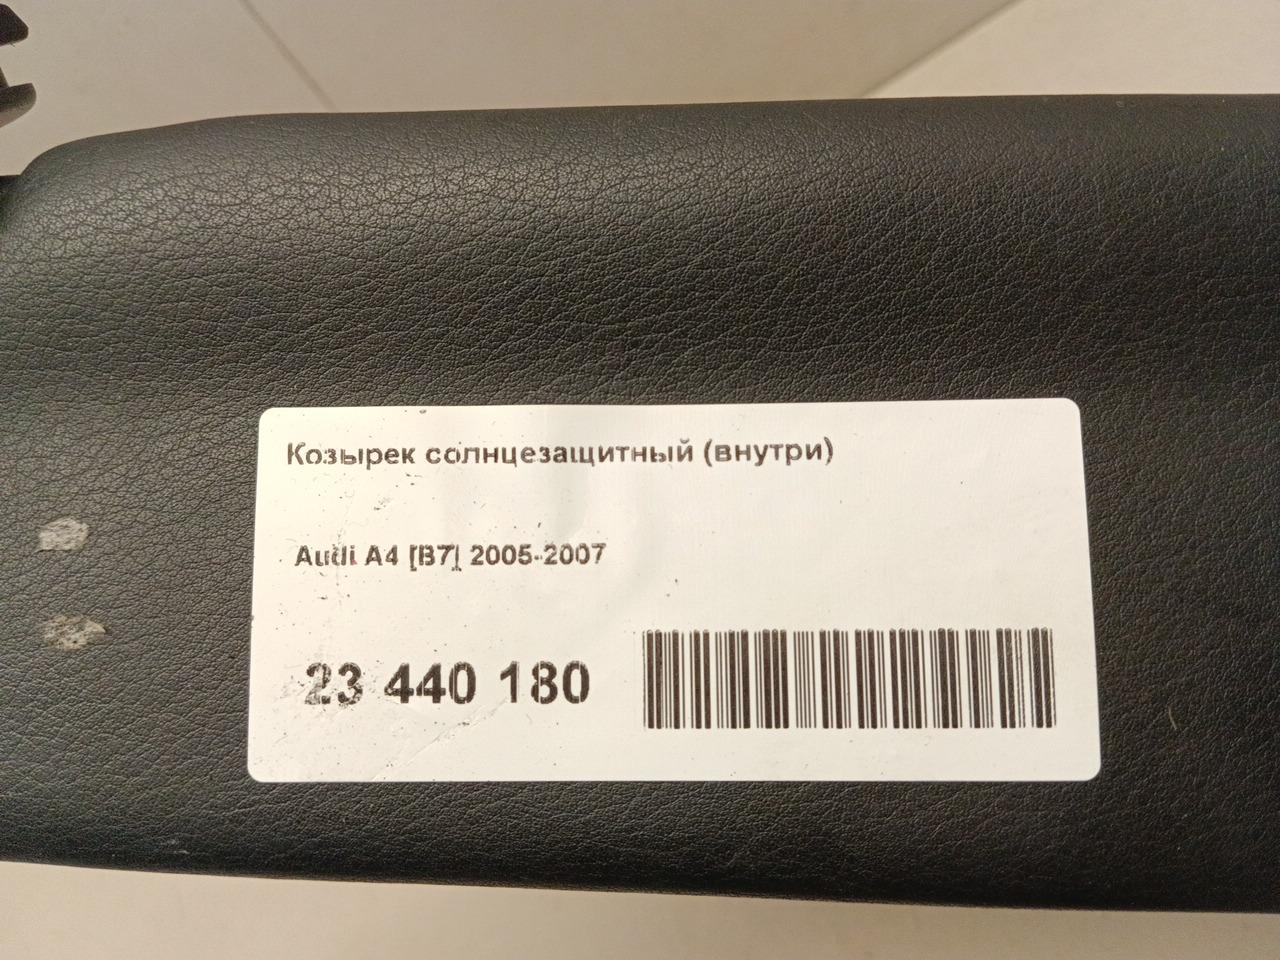 Козырек солнцезащитный (внутри)
Audi A4 [B7] 2005-2007
23 440 180